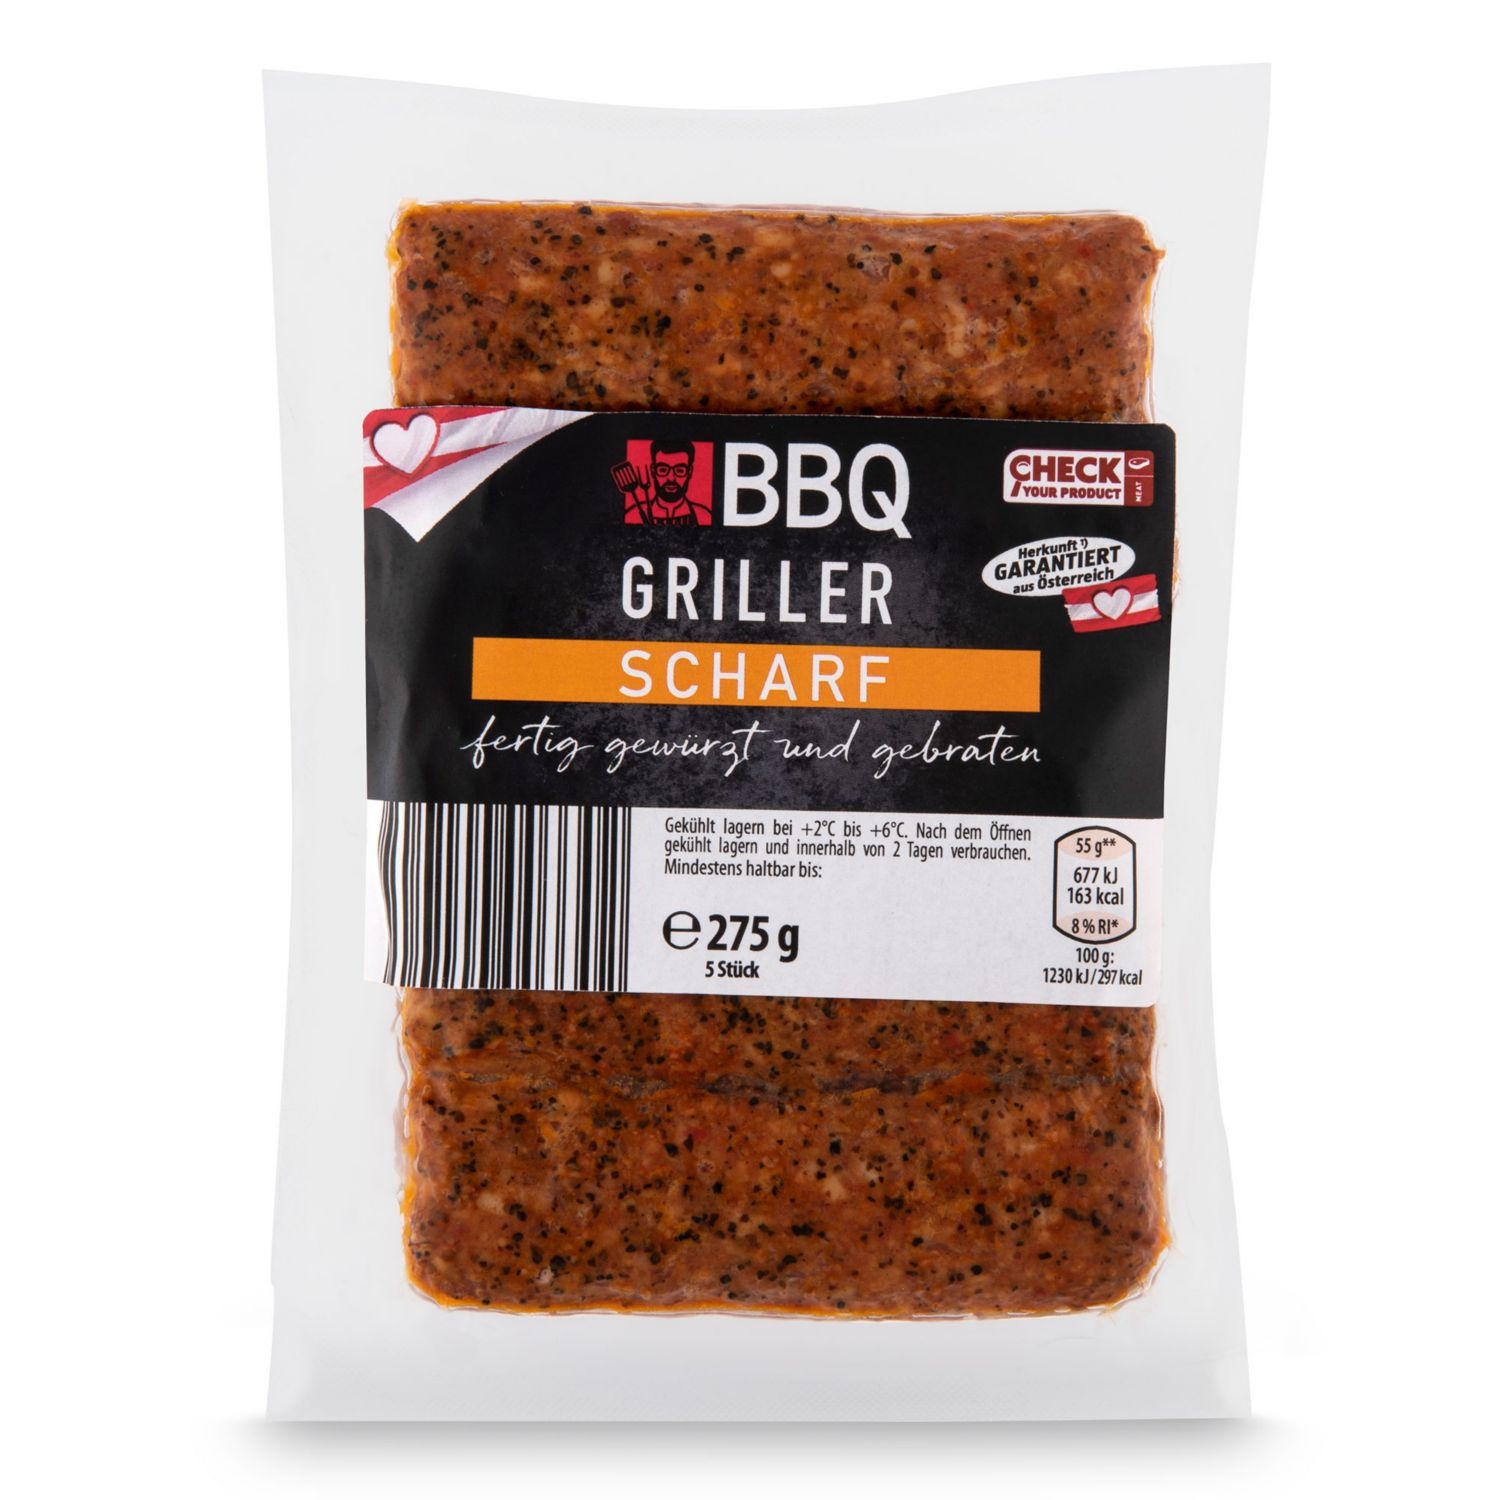 BBQ
GRILLER
SCHARF
fertig gewürzt und gebraten
CHECK
YOUR PRODUCT
MEAT
Herkunft 1)
GARANTIERT
aus Österreich
Gekühlt lagern bei +2°C bis +6°C. Nach dem Öffnen
gekühlt lagern und innerhalb von 2 Tagen verbrauchen.
Mindestens haltbar bis:
℮ 275 g
5 Stück
55 g**
677 kJ
163 kcal
8 % RI*
100 g:
1230 kJ/297 kcal